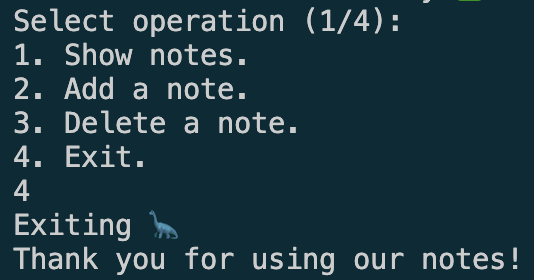 Select operation (1/4):
1. Show notes.
2. Add a note.
3. Delete a note.
4. Exit.
4
Exiting 🦕
Thank you for using our notes!